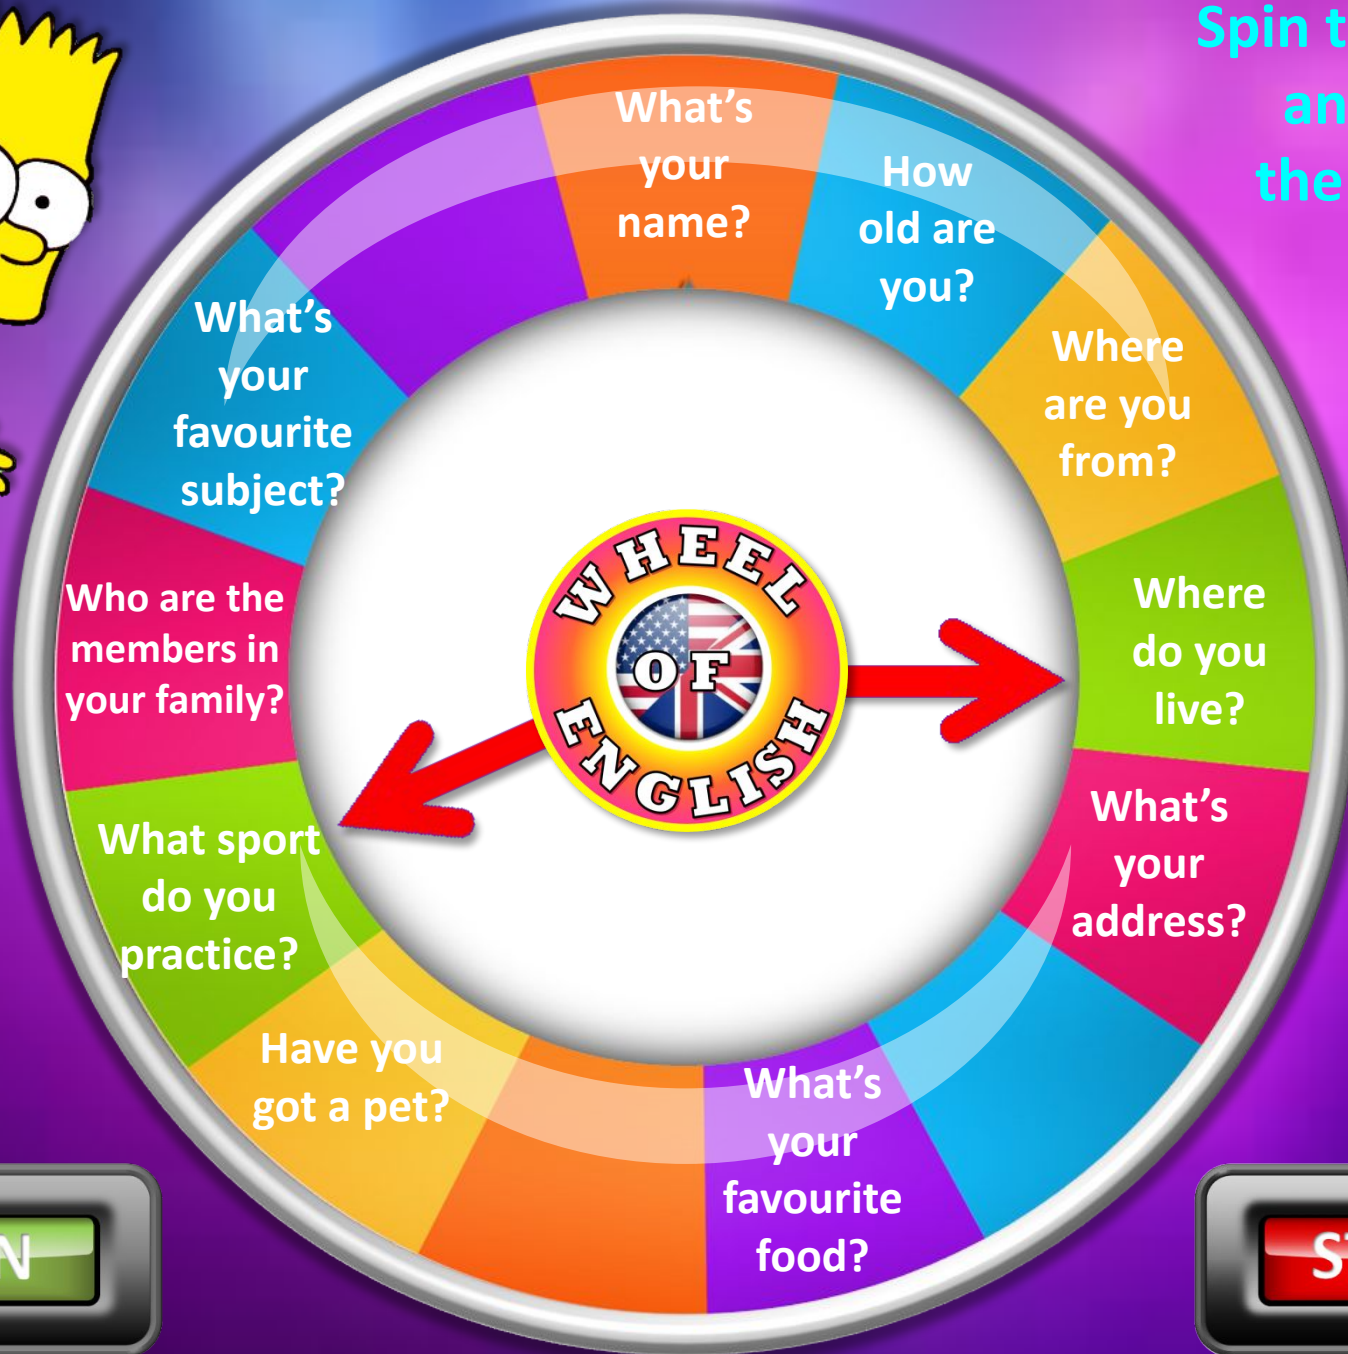 Spin t
an
the
What's
your
name?
How
old are
you?
Where
are you
from?
Where
do you
live?
What's
your
address?
What's
your
favourite
food?
Have you
got a pet?
What sport
do you
practice?
Who are the
members in
your family?
What's
your
favourite
subject?
WHEEL
OF
ENGLISH
N
ST